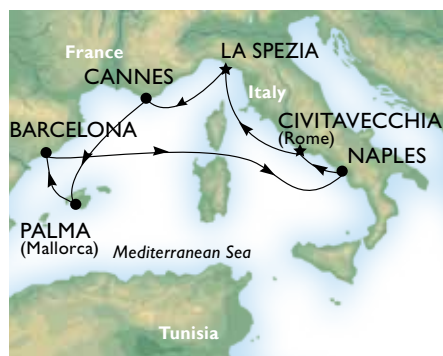 France
LA SPEZIA
CANNES
Italy
BARCELONA
CIVITAVECCHIA
(Rome)
NAPLES
PALMA
(Mallorca)
Mediterranean Sea
Tunisia